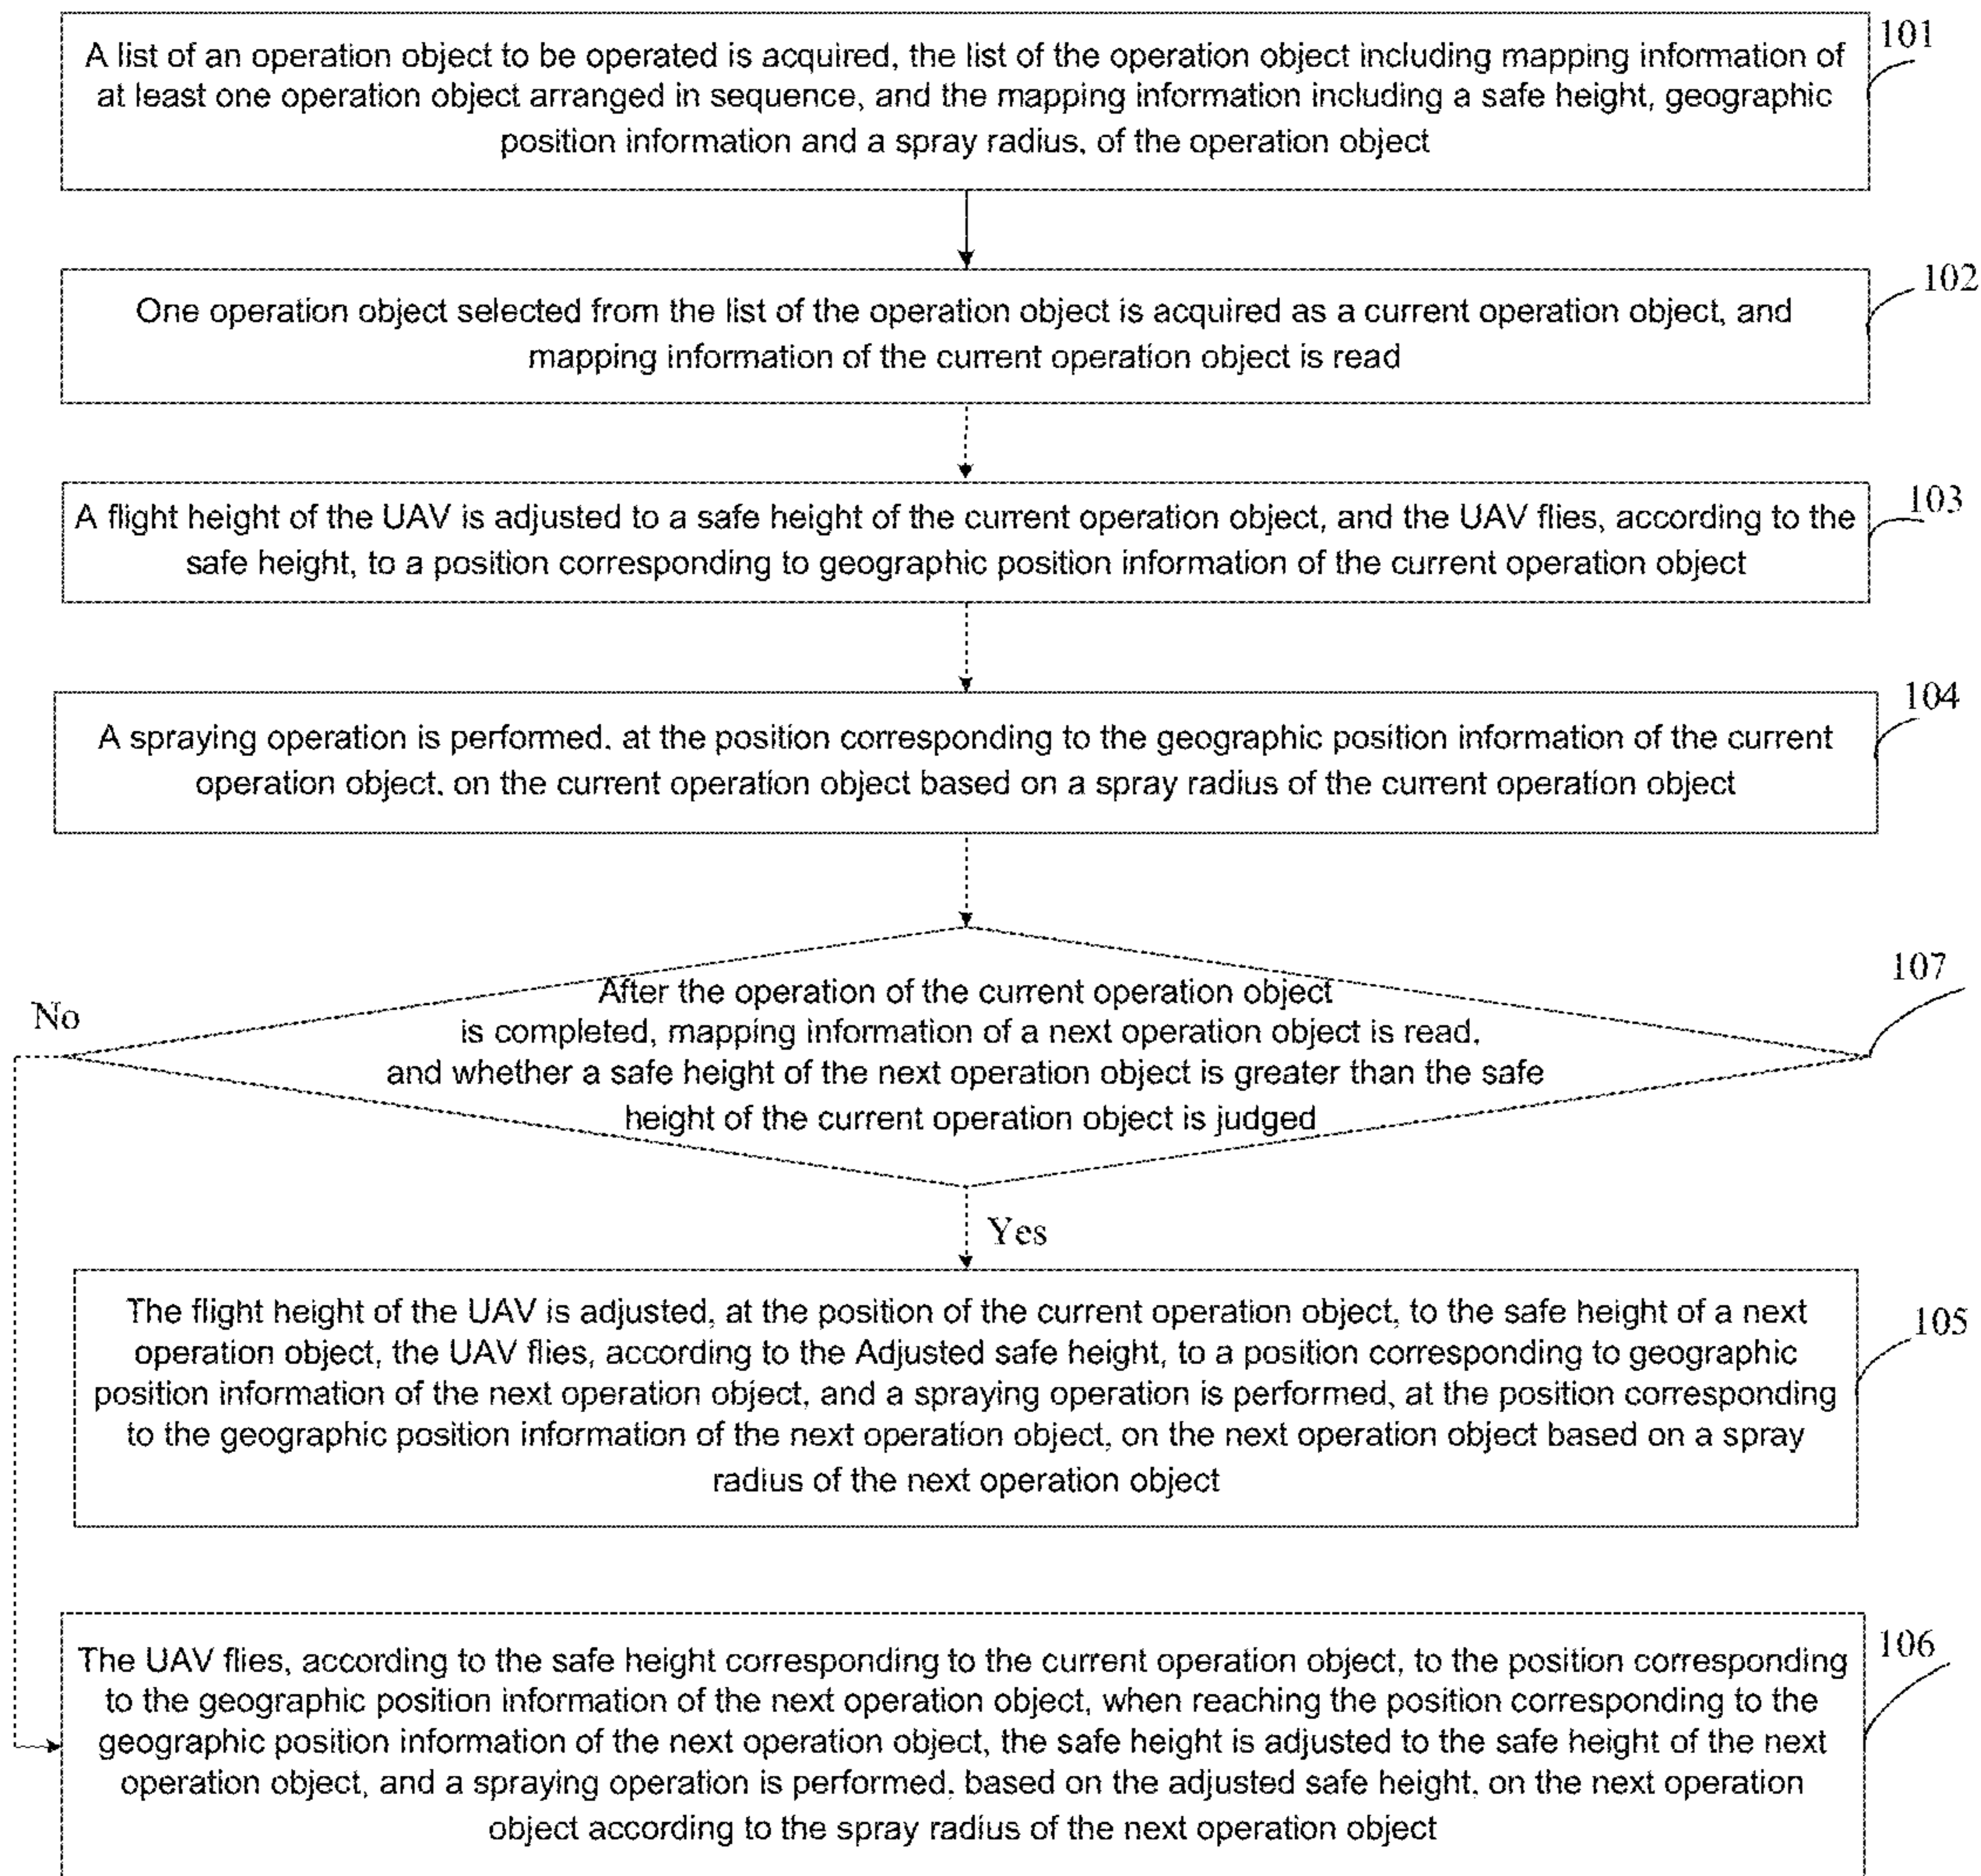 A list of an operation object to be operated is acquired, the list of the operation object including mapping information of
at least one operation object arranged in sequence, and the mapping information including a safe height, geographic
position information and a spray radius, of the operation object
101
One operation object selected from the list of the operation object is acquired as a current operation object, and
mapping information of the current operation object is read
102
A flight height of the UAV is adjusted to a safe height of the current operation object, and the UAV flies, according to the
safe height, to a position corresponding to geographic position information of the current operation object
103
A spraying operation is performed, at the position corresponding to the geographic position information of the current
operation object, on the current operation object based on a spray radius of the current operation object
104
After the operation of the current operation object
is completed, mapping information of a next operation object is read,
and whether a safe height of the next operation object is greater than the safe
height of the current operation object is judged
107
No
Yes
The flight height of the UAV is adjusted, at the position of the current operation object, to the safe height of a next
operation object, the UAV flies, according to the Adjusted safe height, to a position corresponding to geographic
position information of the next operation object, and a spraying operation is performed, at the position corresponding
to the geographic position information of the next operation object, on the next operation object based on a spray
radius of the next operation object
105
The UAV flies, according to the safe height corresponding to the current operation object, to the position corresponding
to the geographic position information of the next operation object, when reaching the position corresponding to the
geographic position information of the next operation object, the safe height is adjusted to the safe height of the next
operation object, and a spraying operation is performed, based on the adjusted safe height, on the next operation
object according to the spray radius of the next operation object
106